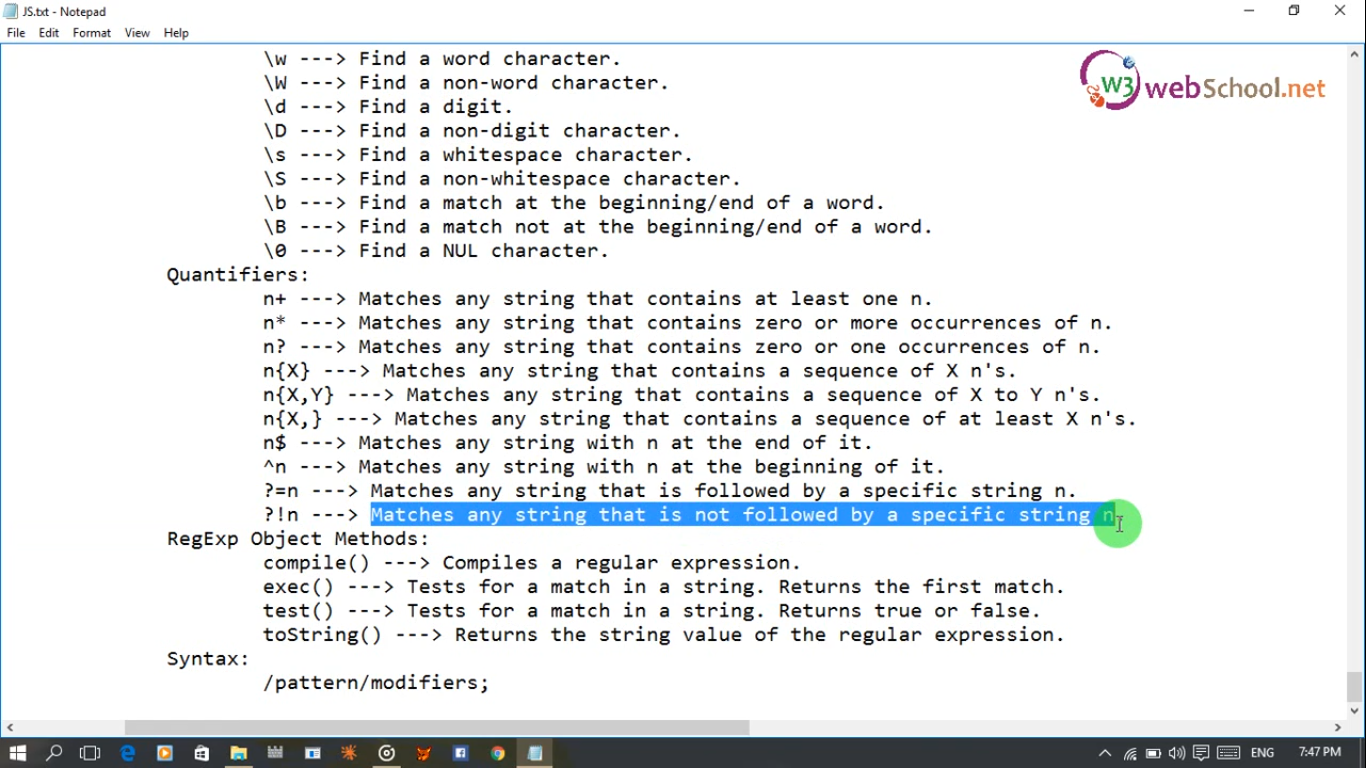 JS.txt - Notepad
File Edit Format View Help
W3 webSchool.net
\w ---> Find a word character.
\W ---> Find a non-word character.
\d ---> Find a digit.
\D ---> Find a non-digit character.
\s ---> Find a whitespace character.
\S ---> Find a non-whitespace character.
\b ---> Find a match at the beginning/end of a word.
\B ---> Find a match not at the beginning/end of a word.
\0 ---> Find a NUL character.
Quantifiers:
n+ ---> Matches any string that contains at least one n.
n* ---> Matches any string that contains zero or more occurrences of n.
n? ---> Matches any string that contains zero or one occurrences of n.
n{X} ---> Matches any string that contains a sequence of X n's.
n{X,Y} ---> Matches any string that contains a sequence of X to Y n's.
n{X,} ---> Matches any string that contains a sequence of at least X n's.
n$ ---> Matches any string with n at the end of it.
^n ---> Matches any string with n at the beginning of it.
?=n ---> Matches any string that is followed by a specific string n.
?!n ---> Matches any string that is not followed by a specific string n
RegExp Object Methods:
compile() ---> Compiles a regular expression.
exec() ---> Tests for a match in a string. Returns the first match.
test() ---> Tests for a match in a string. Returns true or false.
toString() ---> Returns the string value of the regular expression.
Syntax:
/pattern/modifiers;
ENG 7:47 PM